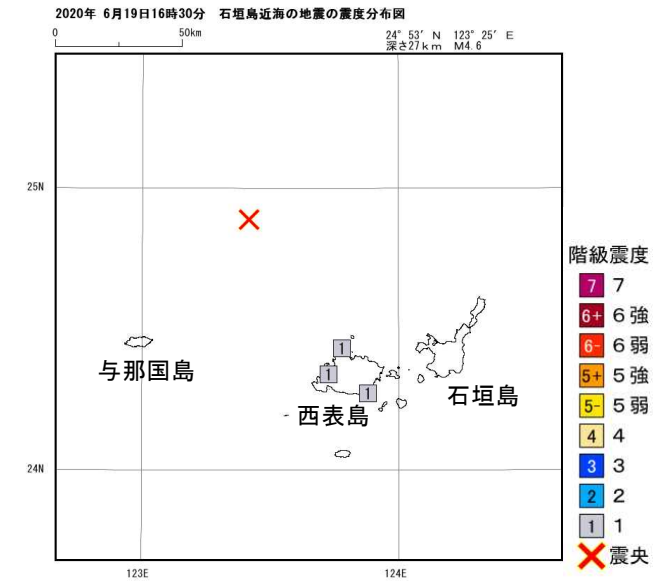 2020年 6月19日16時30分 石垣島近海の地震の震度分布図
0 50km
24° 53′ N 123° 25′ E
深さ27km M4.6
25N
階級震度
7 7
6+ 6強
6- 6弱
5+ 5強
5- 5弱
4 4
3 3
2 2
1 1
震央
1
1
1
与那国島
西表島
石垣島
24N
123E 124E